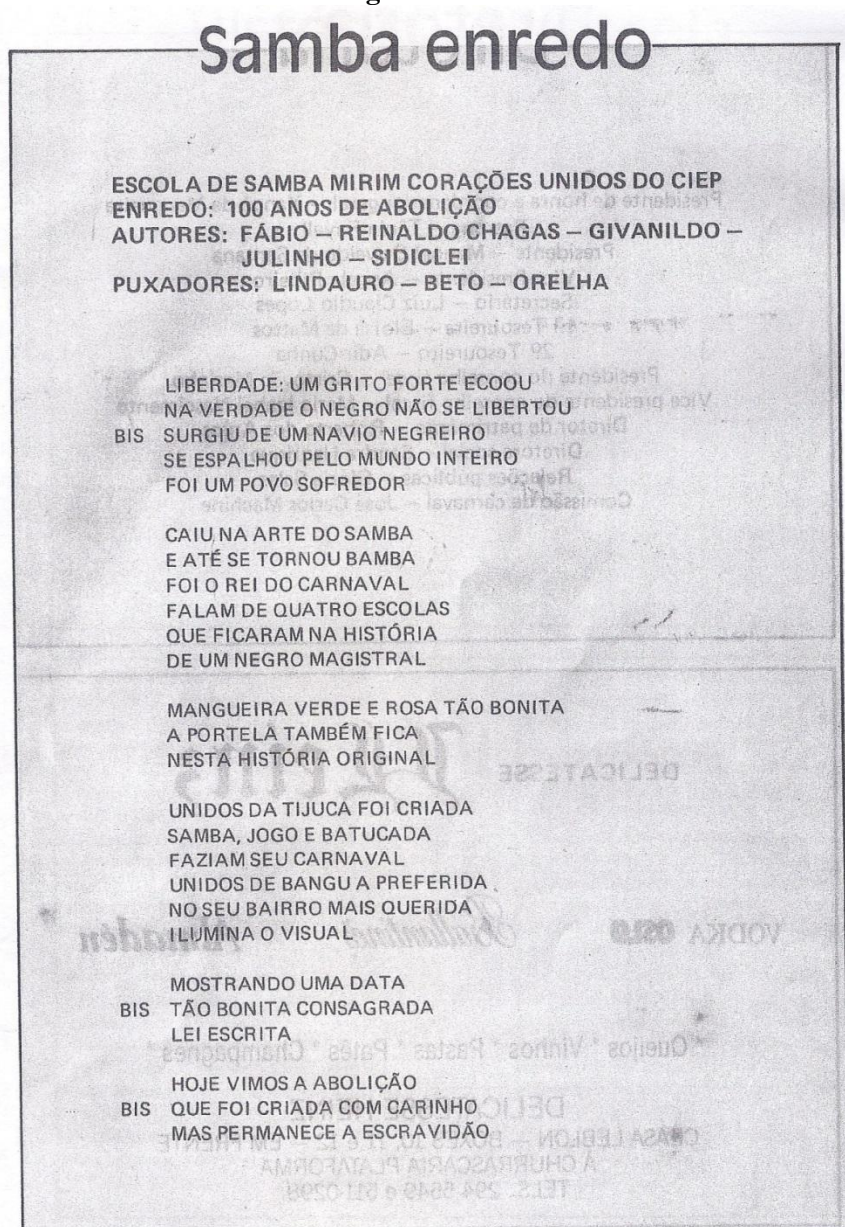 Samba enredo
ESCOLA DE SAMBA MIRIM CORAÇÕES UNIDOS DO CIEP
ENREDO: 100 ANOS DE ABOLIÇÃO
AUTORES: FÁBIO – REINALDO CHAGAS – GIVANILDO –
JULINHO – SIDICLEI
PUXADORES: LINDAURO – BETO – ORELHA
LIBERDADE: UM GRITO FORTE ECOOU
NA VERDADE O NEGRO NÃO SE LIBERTOU
BIS SURGIU DE UM NAVIO NEGREIRO
SE ESPALHOU PELO MUNDO INTEIRO
FOI UM POVO SOFREDOR
CAIU NA ARTE DO SAMBA
E ATÉ SE TORNOU BAMBA
FOI O REI DO CARNAVAL
FALAM DE QUATRO ESCOLAS
QUE FICARAM NA HISTÓRIA
DE UM NEGRO MAGISTRAL
MANGUEIRA VERDE E ROSA TÃO BONITA
A PORTELA TAMBÉM FICA
NESTA HISTÓRIA ORIGINAL
UNIDOS DA TIJUCA FOI CRIADA
SAMBA, JOGO E BATUCADA
FAZIAM SEU CARNAVAL
UNIDOS DE BANGU A PREFERIDA
NO SEU BAIRRO MAIS QUERIDA
ILUMINA O VISUAL
MOSTRANDO UMA DATA
BIS TÃO BONITA CONSAGRADA
LEI ESCRITA
HOJE VIMOS A ABOLIÇÃO
BIS QUE FOI CRIADA COM CARINHO
MAS PERMANECE A ESCRAVIDÃO